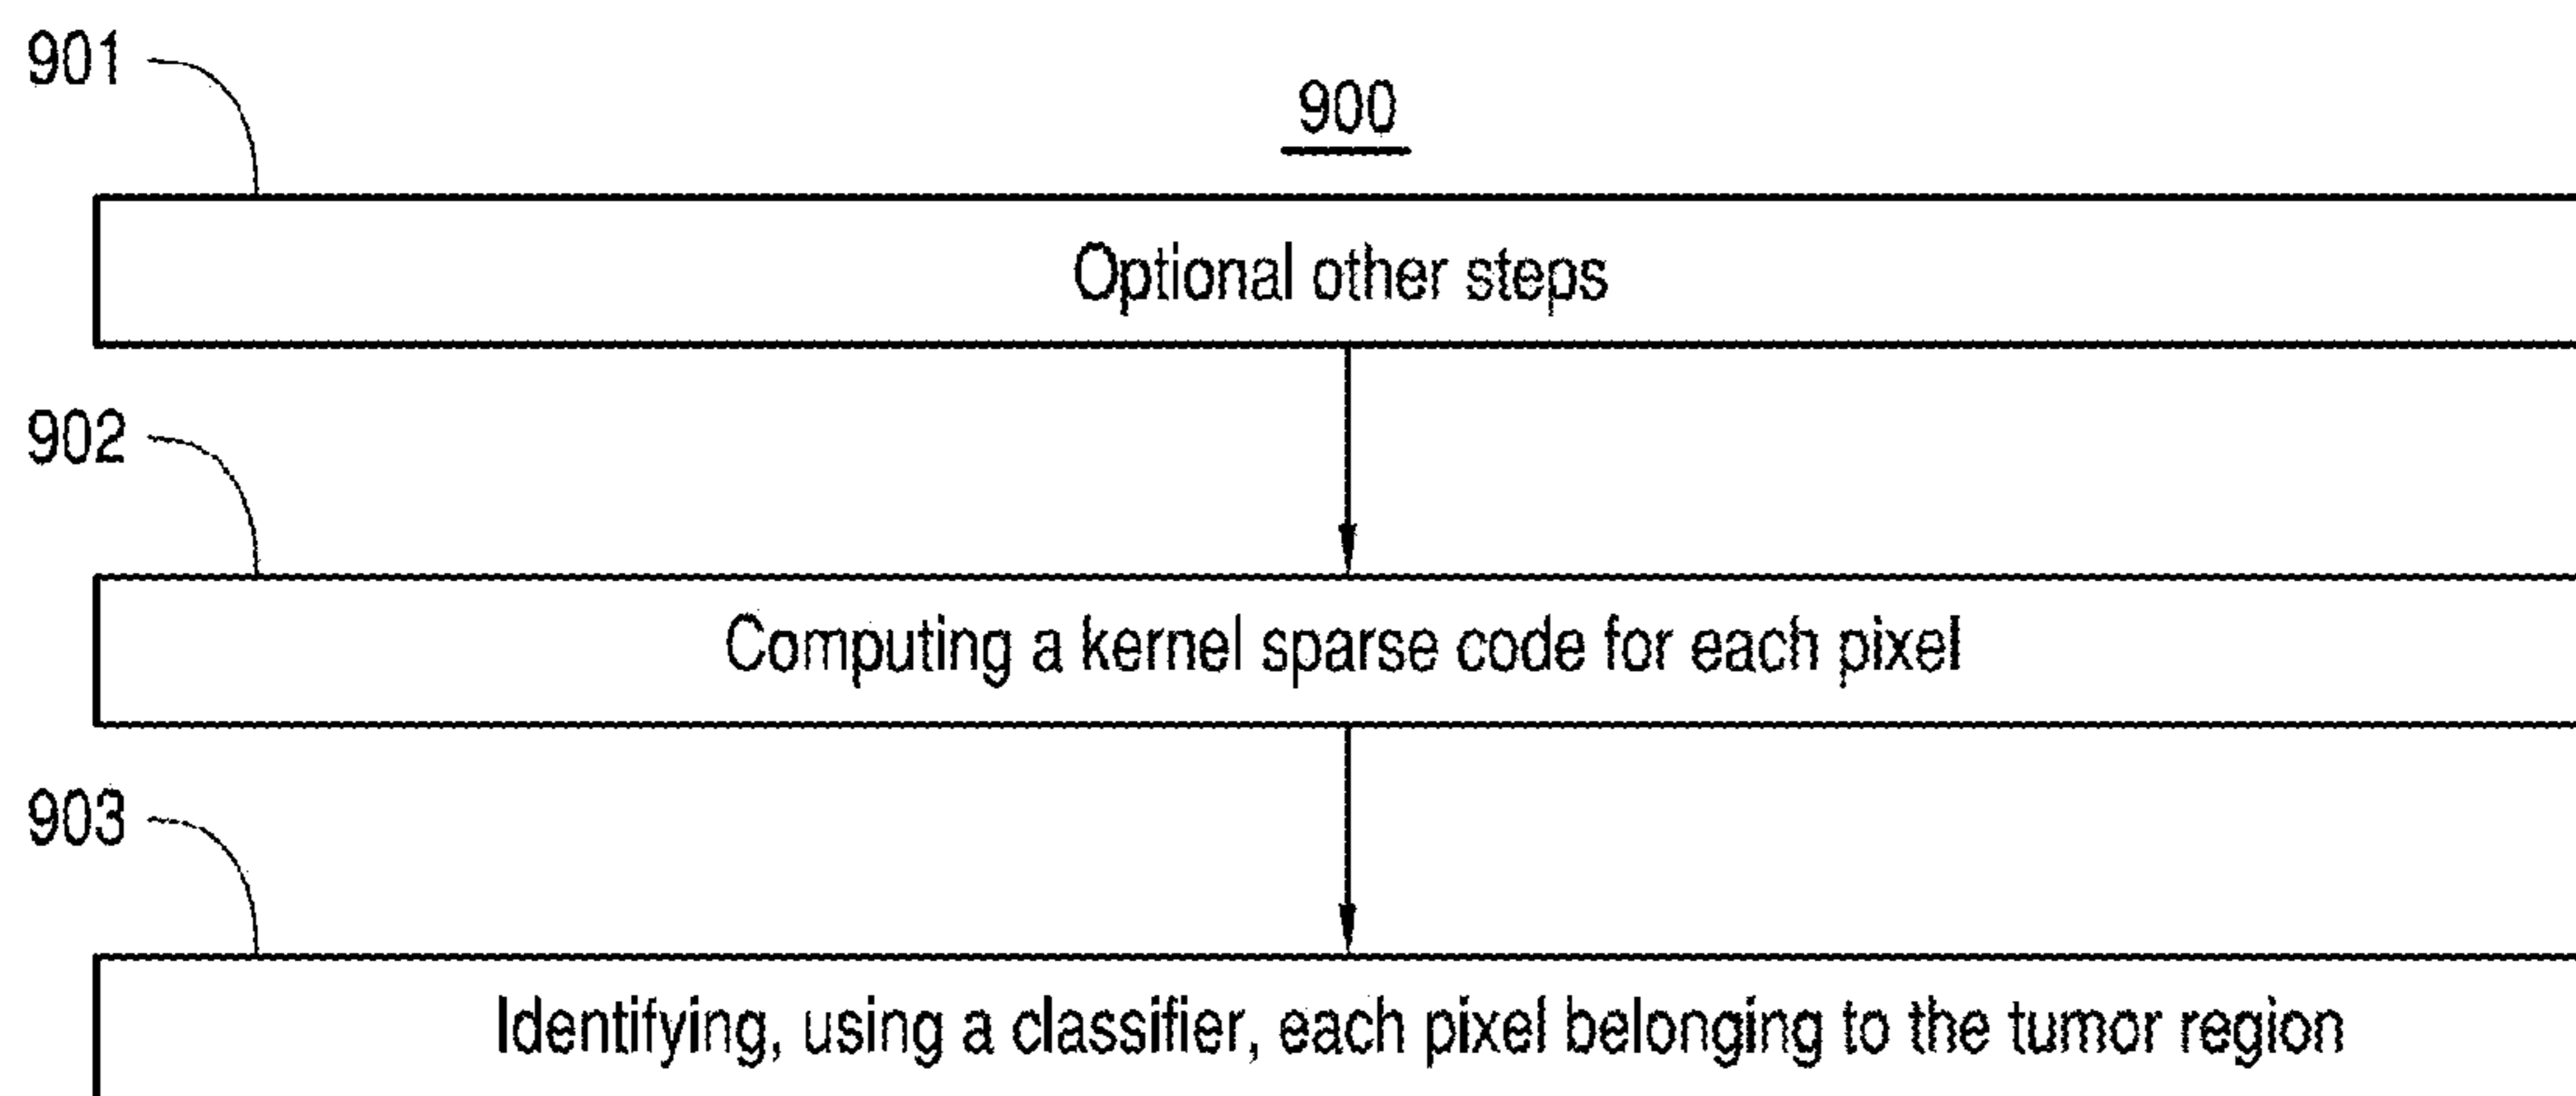 901
900
Optional other steps
902
Computing a kernel sparse code for each pixel
903
Identifying, using a classifier, each pixel belonging to the tumor region